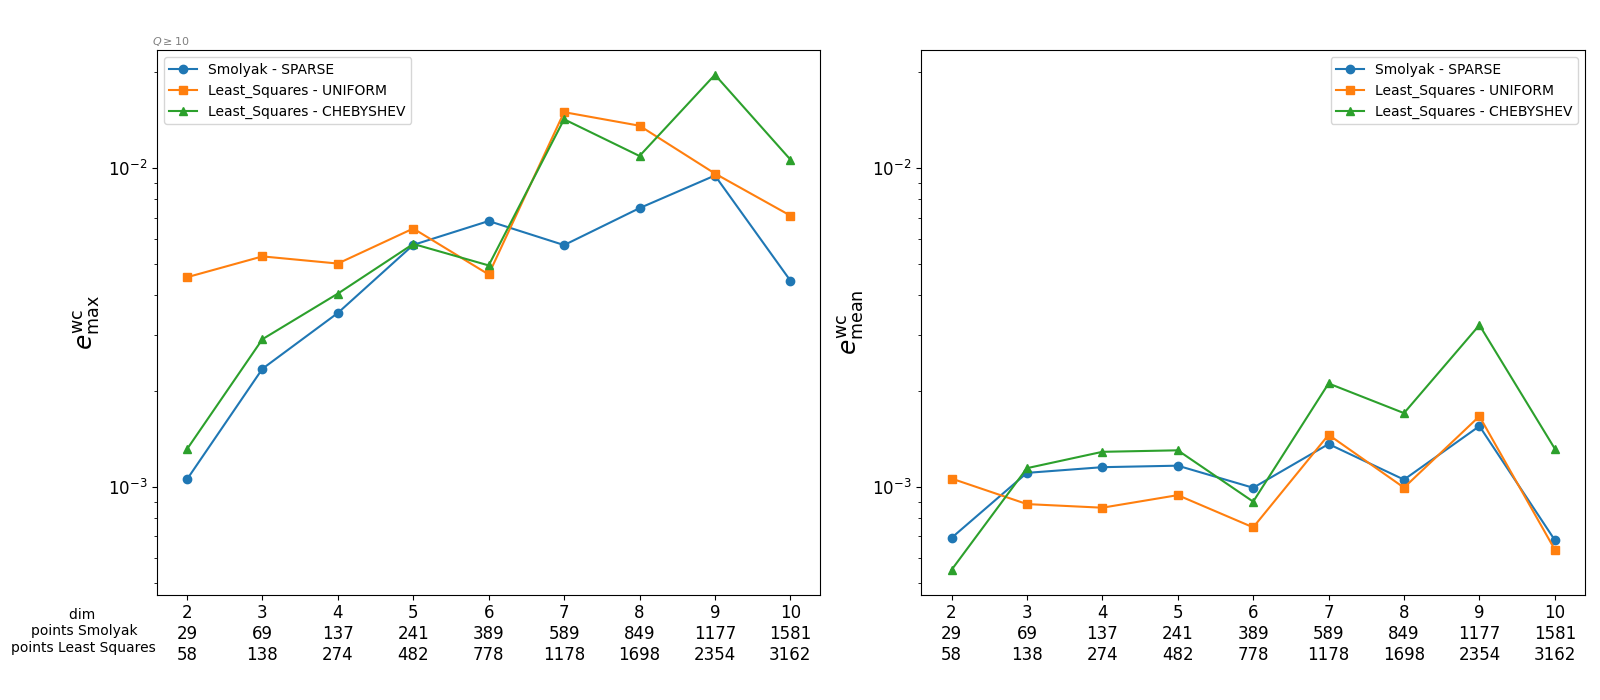 Q ≥ 10
Smolyak - SPARSE
Least_Squares - UNIFORM
Least_Squares - CHEBYSHEV
10⁻²
10⁻³
e^wc_max
dim
points Smolyak
points Least Squares
2 3 4 5 6 7 8 9 10
29 69 137 241 389 589 849 1177 1581
58 138 274 482 778 1178 1698 2354 3162
Smolyak - SPARSE
Least_Squares - UNIFORM
Least_Squares - CHEBYSHEV
10⁻²
10⁻³
e^wc_mean
2 3 4 5 6 7 8 9 10
29 69 137 241 389 589 849 1177 1581
58 138 274 482 778 1178 1698 2354 3162